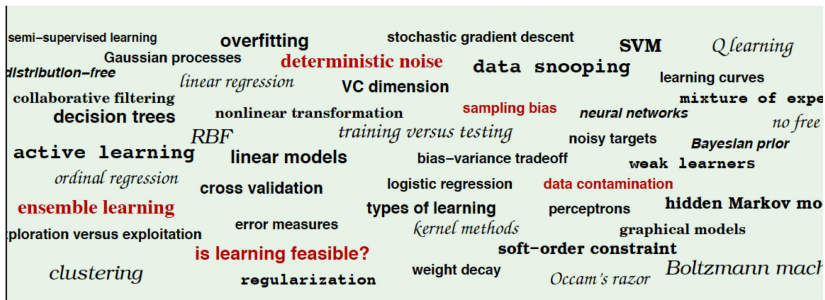 semi-supervised learning
overfitting
stochastic gradient descent
SVM
Q learning
Gaussian processes
deterministic noise
data snooping
distribution-free
linear regression
VC dimension
learning curves
collaborative filtering
sampling bias
mixture of expe
decision trees
nonlinear transformation
neural networks
no free
RBF
training versus testing
noisy targets
Bayesian prior
active learning
linear models
bias-variance tradeoff
weak learners
ordinal regression
cross validation
logistic regression
data contamination
ensemble learning
types of learning
perceptrons
hidden Markov mo
ploration versus exploitation
error measures
kernel methods
graphical models
is learning feasible?
soft-order constraint
clustering
regularization
weight decay
Occam's razor
Boltzmann mach